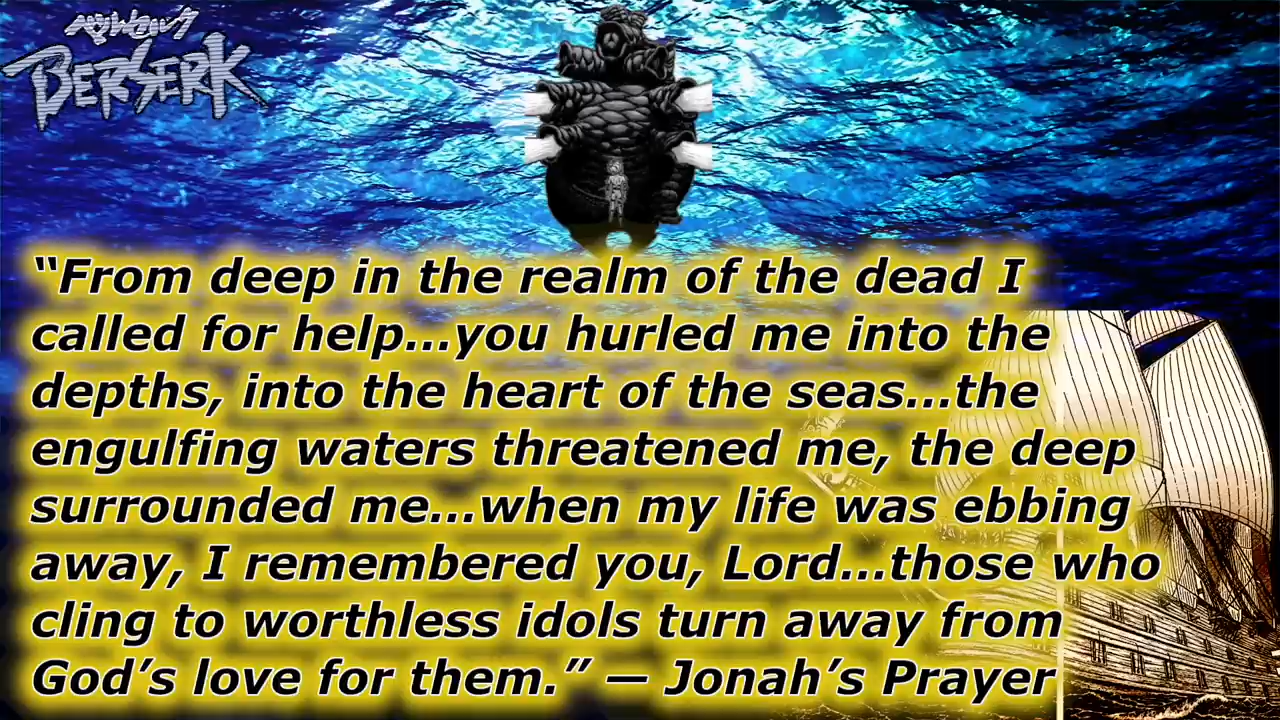 BERSERK
“From deep in the realm of the dead I
called for help...you hurled me into the
depths, into the heart of the seas...the
engulfing waters threatened me, the deep
surrounded me...when my life was ebbing
away, I remembered you, Lord...those who
cling to worthless idols turn away from
God’s love for them.” — Jonah’s Prayer